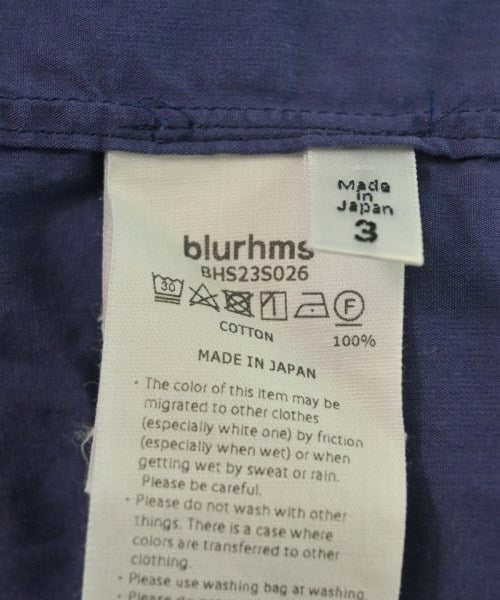 Made
in
Japan
3
blurhms
BHS23S026
30
F
COTTON 100%
MADE IN JAPAN
• The color of this item may be
migrated to other clothes
(especially white one) by friction
(especially when wet) or when
getting wet by sweat or rain.
Please be careful.
• Please do not wash with other
things. There is a case where
colors are transferred to other
clothing.
• Please use washing bag at washing.
• Please do